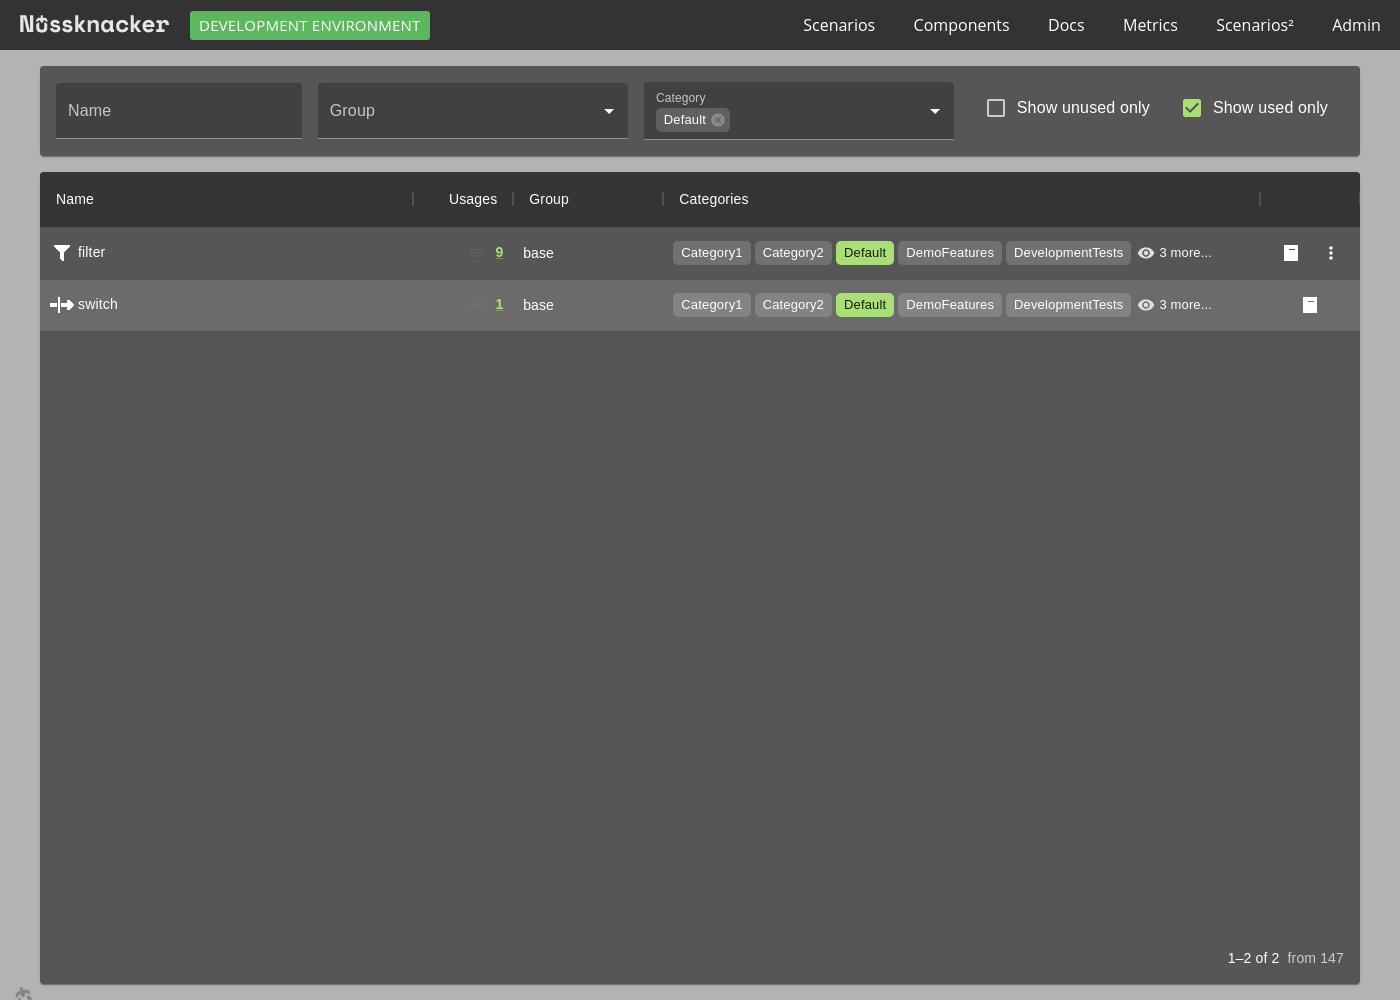 Nussknacker DEVELOPMENT ENVIRONMENT Scenarios Components Docs Metrics Scenarios² Admin
Name Group Category Default Show unused only Show used only
Name Usages Group Categories
filter 9 base Category1 Category2 Default DemoFeatures DevelopmentTests 3 more...
switch 1 base Category1 Category2 Default DemoFeatures DevelopmentTests 3 more...
1–2 of 2 from 147